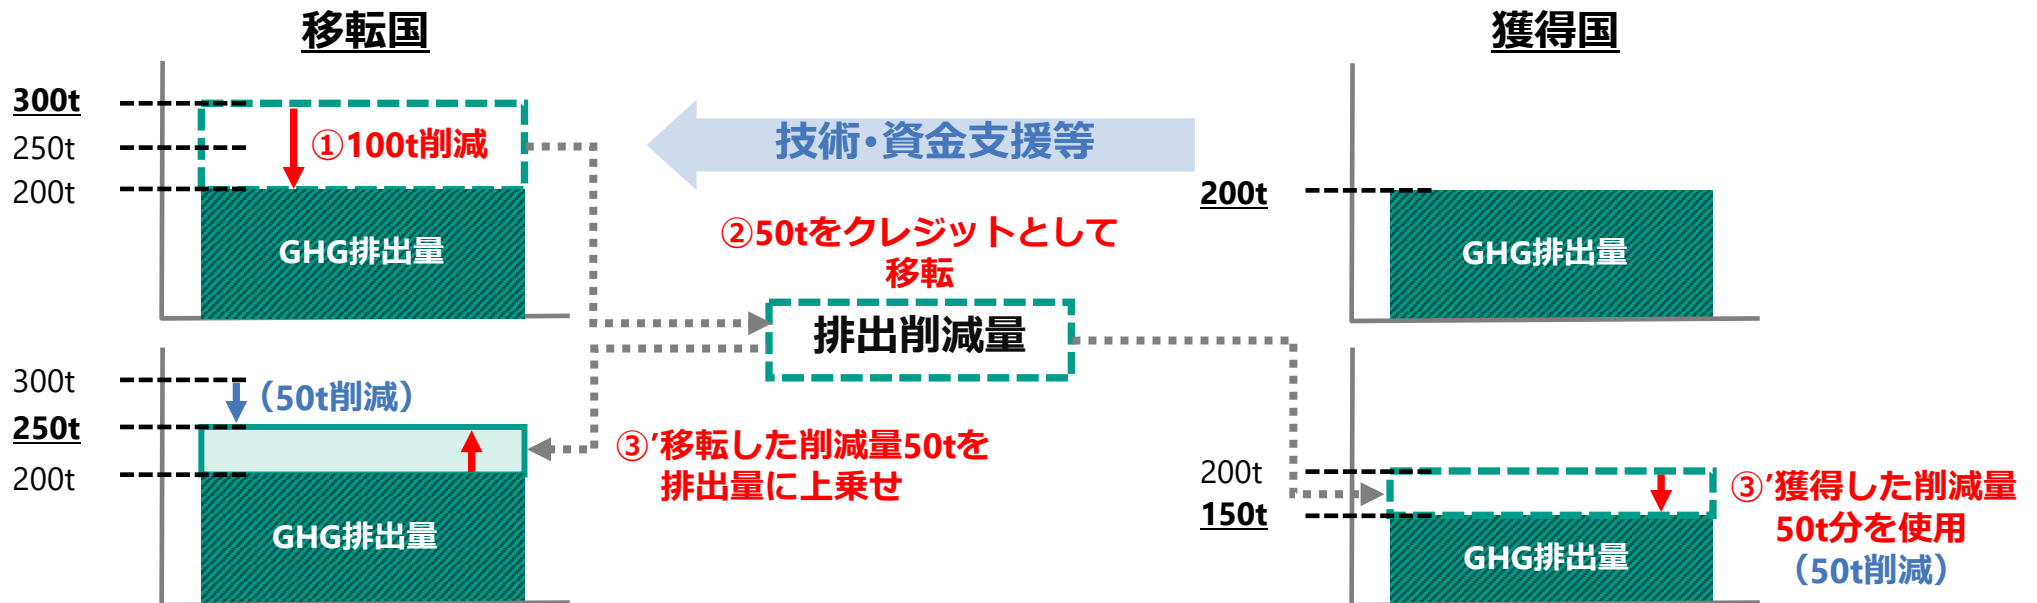 移転国
300t
250t
200t
①100t削減
GHG排出量
技術・資金支援等
獲得国
200t
GHG排出量
②50tをクレジットとして
移転
排出削減量
300t
250t
200t
（50t削減）
GHG排出量
③’移転した削減量50tを
排出量に上乗せ
200t
150t
GHG排出量
③’獲得した削減量
50t分を使用
（50t削減）